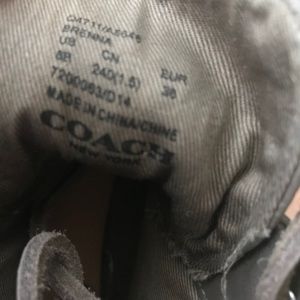 BRENNA
US CN EUR
6B 240(1.5) 36
MADE IN CHINA/CHINE
COACH
NEW YORK